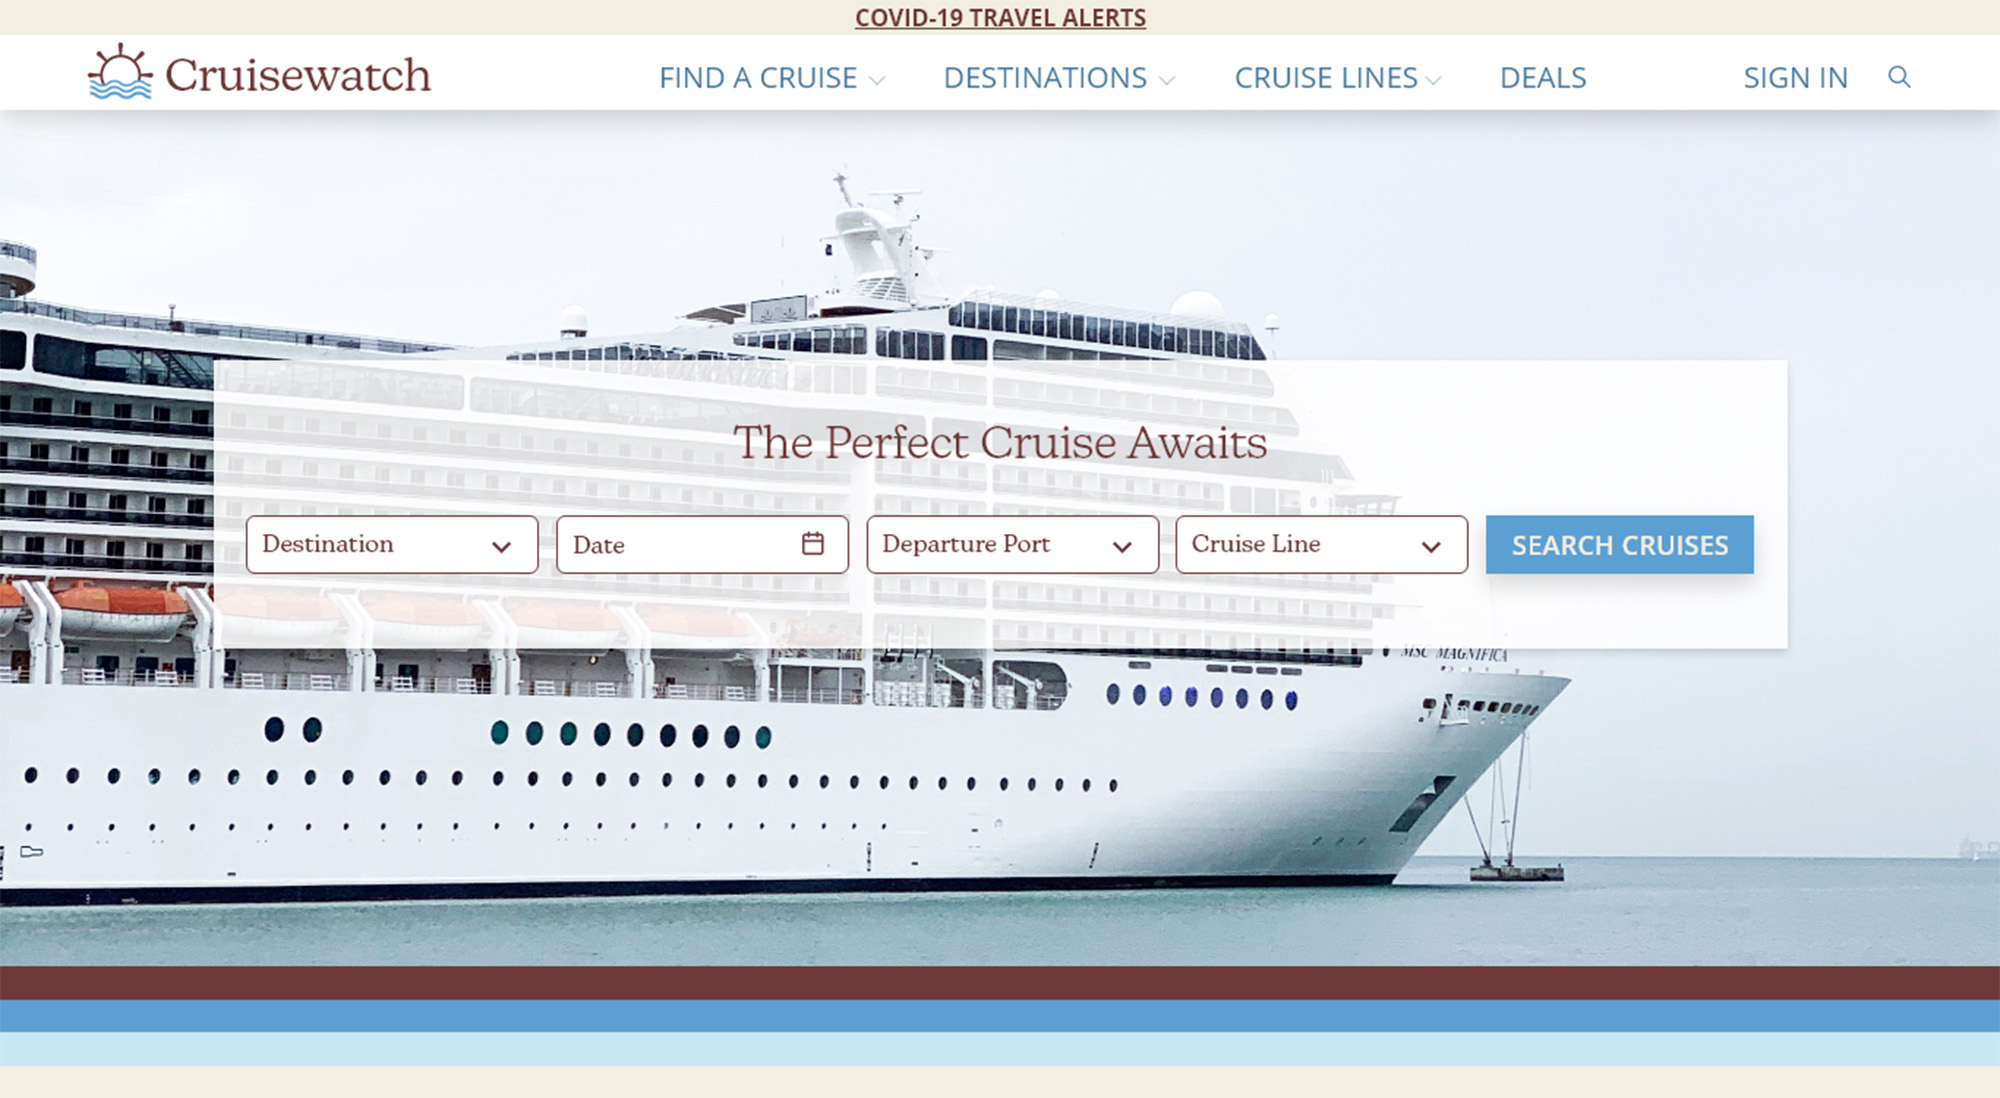 COVID-19 TRAVEL ALERTS
Cruisewatch
FIND A CRUISE
DESTINATIONS
CRUISE LINES
DEALS
SIGN IN
The Perfect Cruise Awaits
Destination
Date
Departure Port
Cruise Line
SEARCH CRUISES
MSC MAGNIFICA